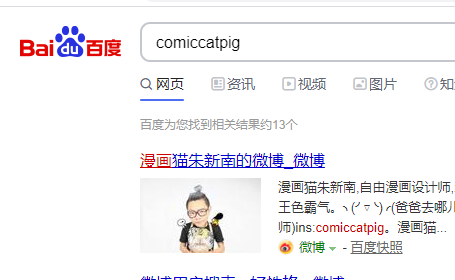 Bai du 百度
comiccatpig
网页 资讯 视频 图片 知
百度为您找到相关结果约13个
漫画猫朱新南的微博_微博
漫画猫朱新南,自由漫画设计师,
王色霸气。ヽ(′▽`)╭(爸爸去哪儿
师)ins:comiccatpig。漫画猫...
微博 - 百度快照